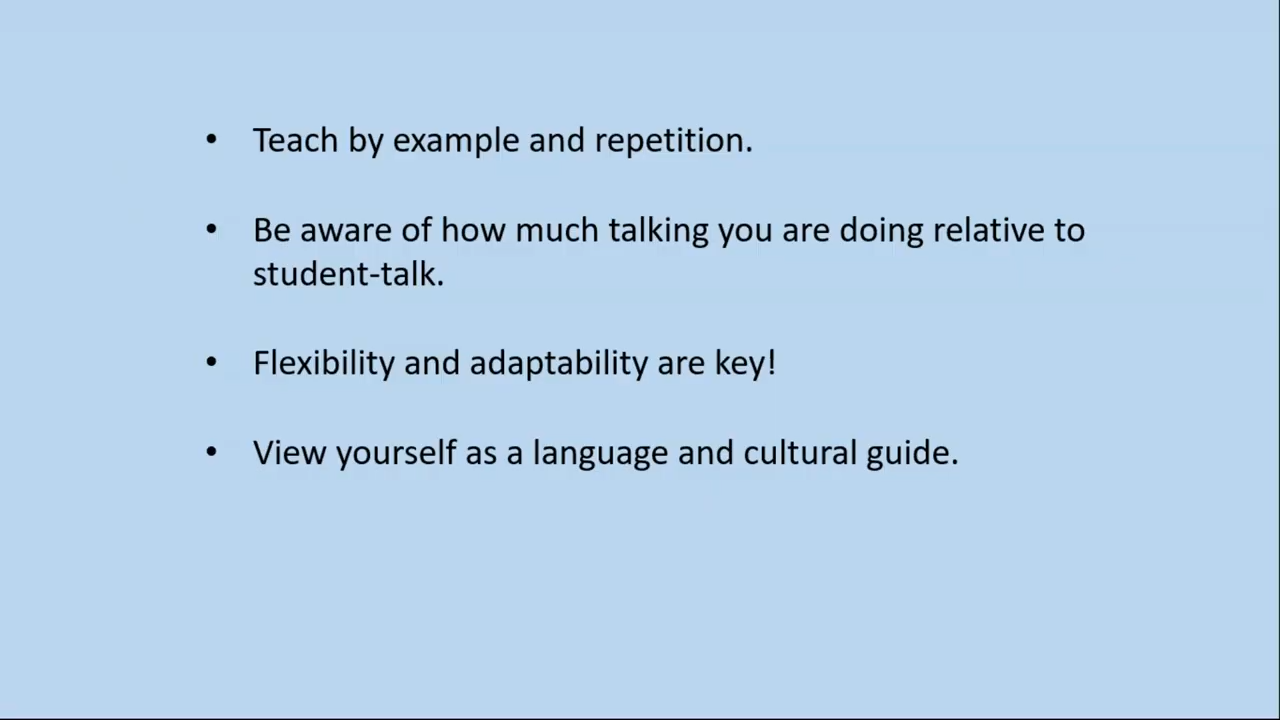 • Teach by example and repetition.
• Be aware of how much talking you are doing relative to
student-talk.
• Flexibility and adaptability are key!
• View yourself as a language and cultural guide.